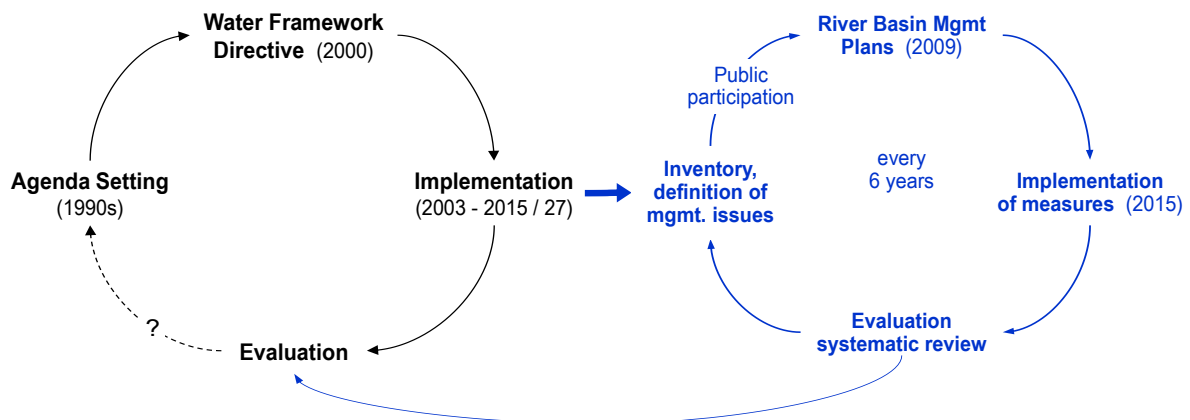 Water Framework
Directive (2000)
Agenda Setting
(1990s)
Implementation
(2003 - 2015 / 27)
?
Evaluation
River Basin Mgmt
Plans (2009)
Public
participation
Inventory,
definition of
mgmt. issues
every
6 years
Implementation
of measures (2015)
Evaluation
systematic review